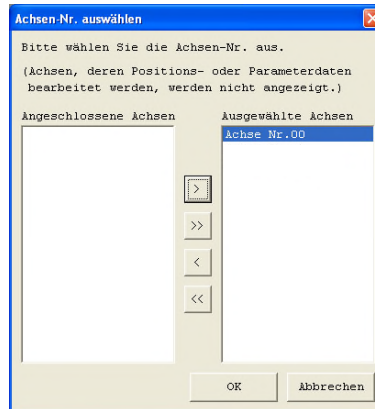 Achsen-Nr. auswählen
Bitte wählen Sie die Achsen-Nr. aus.
(Achsen, deren Positions- oder Parameterdaten
bearbeitet werden, werden nicht angezeigt.)
Angeschlossene Achsen
Ausgewählte Achsen
Achse Nr.00
>
>>
<
<<
OK
Abbrechen